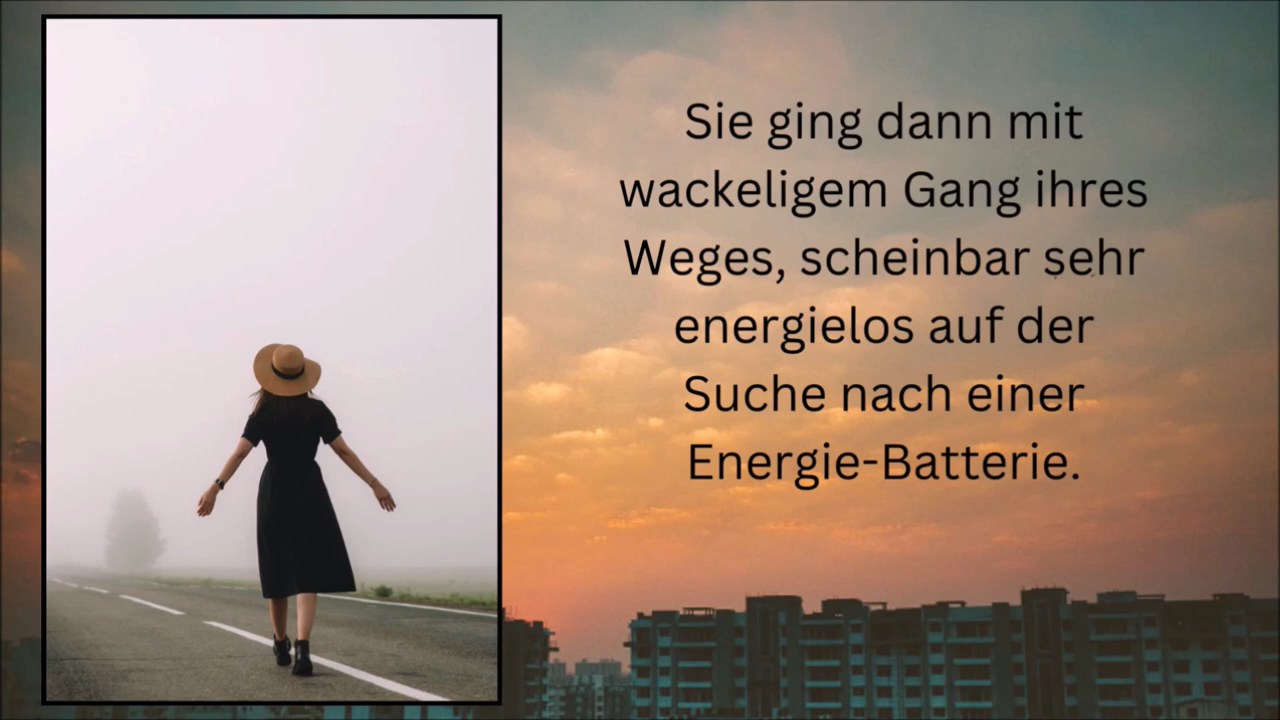 Sie ging dann mit
wackeligem Gang ihres
Weges, scheinbar sehr
energielos auf der
Suche nach einer
Energie-Batterie.